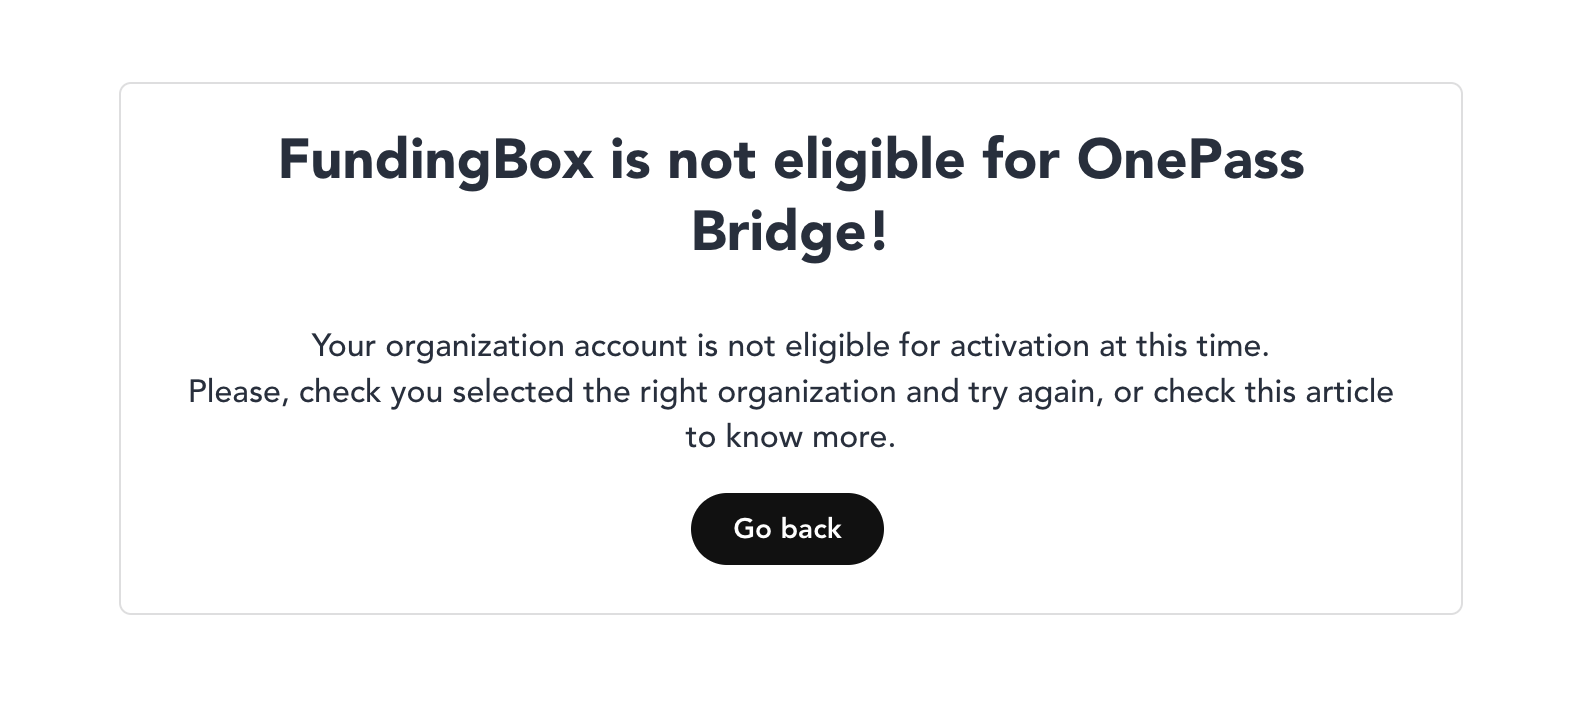 FundingBox is not eligible for OnePass
Bridge!
Your organization account is not eligible for activation at this time.
Please, check you selected the right organization and try again, or check this article
to know more.
Go back